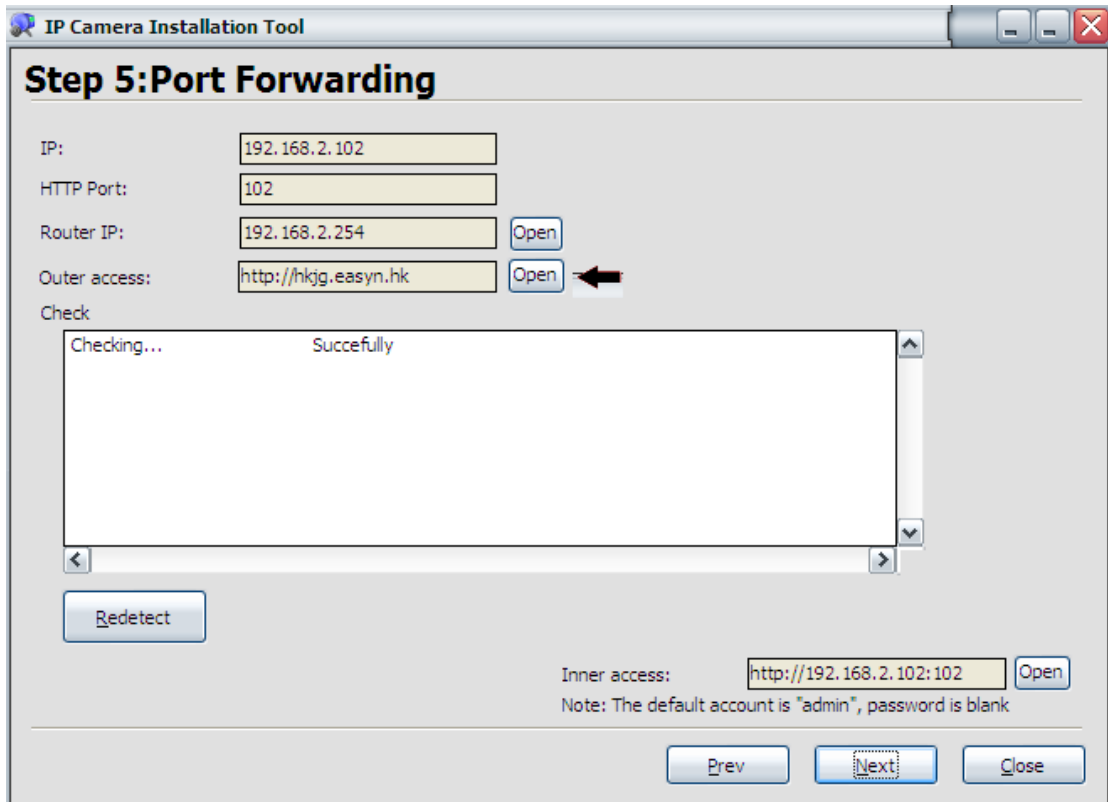 IP Camera Installation Tool
Step 5:Port Forwarding
IP: 192.168.2.102
HTTP Port: 102
Router IP: 192.168.2.254 Open
Outer access: http://hkjg.easyn.hk Open
Check
Checking... Succefully
Redetect
Inner access: http://192.168.2.102:102 Open
Note: The default account is "admin", password is blank
Prev Next Close